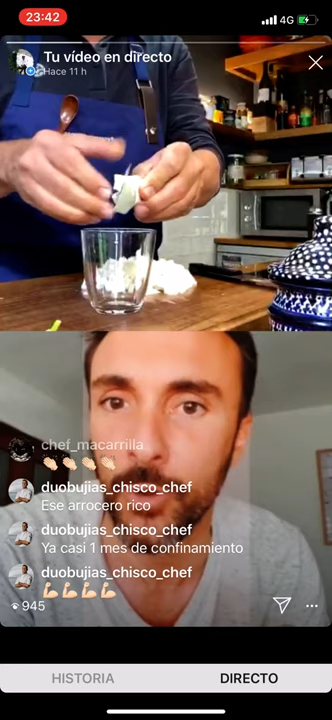 23:42
4G
Tu vídeo en directo
Hace 11 h
chef_macarrilla
👏🏻👏🏻👏🏻👏🏻
duobujias_chisco_chef
Ese arrocero rico
duobujias_chisco_chef
Ya casi 1 mes de confinamiento
duobujias_chisco_chef
💪🏼💪🏼💪🏼💪🏼
945
HISTORIA
DIRECTO